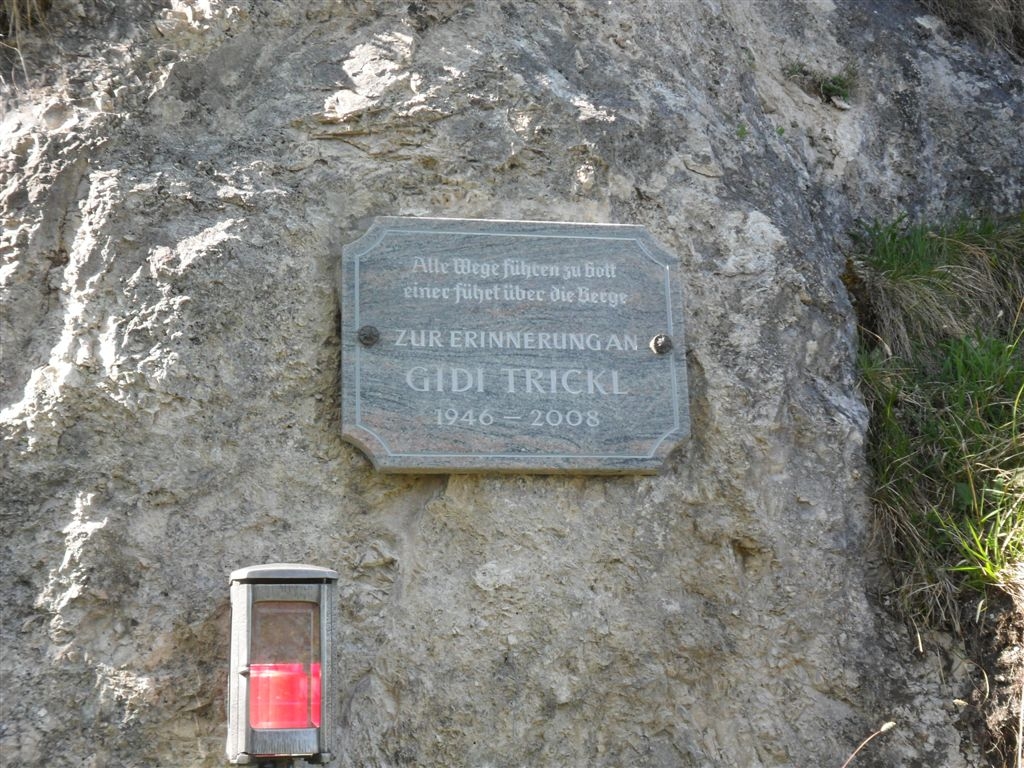 Alle Wege führen zu Gott
einer führt über die Berge
ZUR ERINNERUNG AN
GIDI TRICKL
1946 – 2008